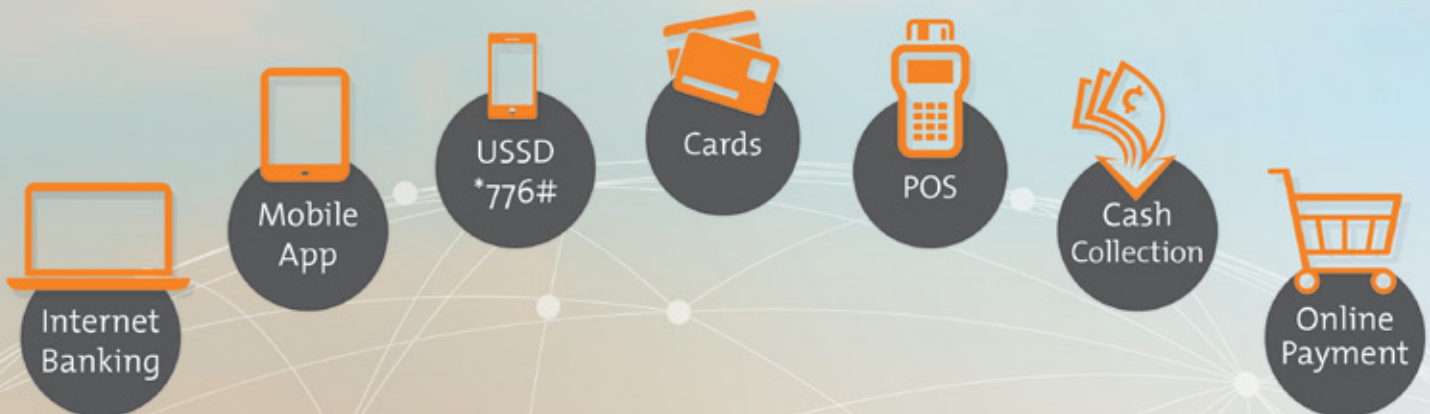 Internet
Banking
Mobile
App
USSD
*776#
Cards
POS
Cash
Collection
Online
Payment